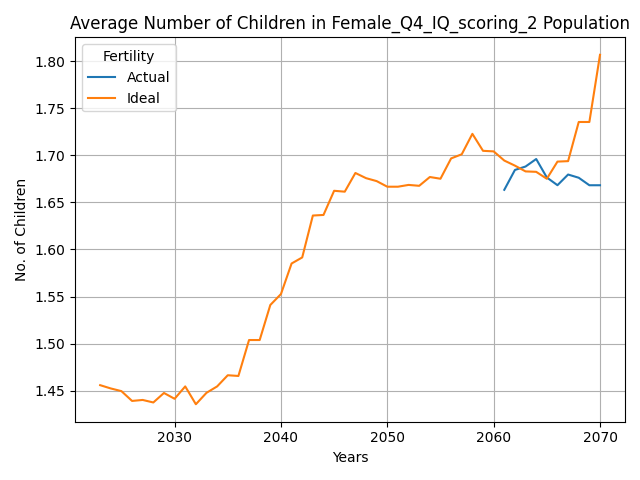 Average Number of Children in Female_Q4_IQ_scoring_2 Population
Fertility
Actual
Ideal
No. of Children
1.80
1.75
1.70
1.65
1.60
1.55
1.50
1.45
2030 2040 2050 2060 2070
Years